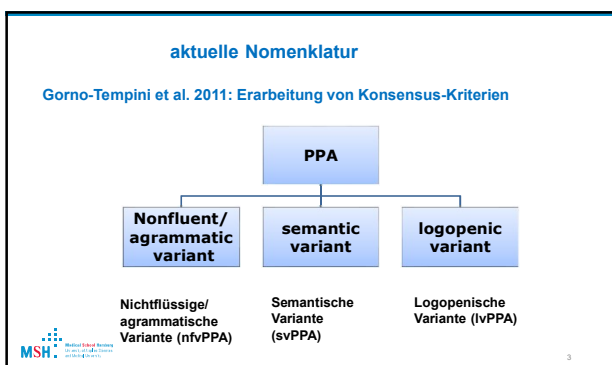 aktuelle Nomenklatur
Gorno-Tempini et al. 2011: Erarbeitung von Konsensus-Kriterien
PPA
Nonfluent/
agrammatic
variant
semantic
variant
logopenic
variant
Nichtflüssige/
agrammatische
Variante (nfvPPA)
Semantische
Variante
(svPPA)
Logopenische
Variante (lvPPA)
MSH
Medical School Hamburg
3